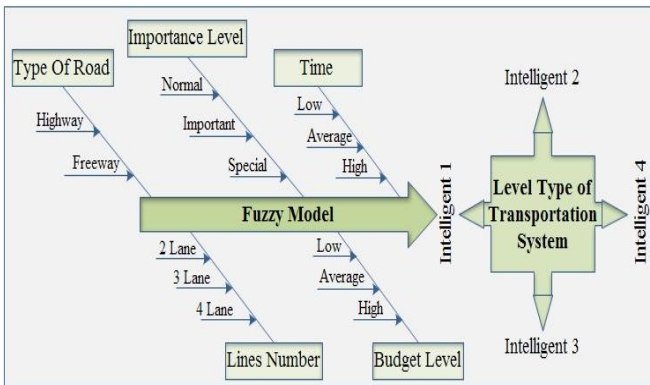 Importance Level
Type Of Road
Time
Normal
Important
Special
Highway
Freeway
Low
Average
High
Fuzzy Model
2 Lane
3 Lane
4 Lane
Lines Number
Low
Average
High
Budget Level
Intelligent 1
Intelligent 2
Level Type of
Transportation
System
Intelligent 3
Intelligent 4